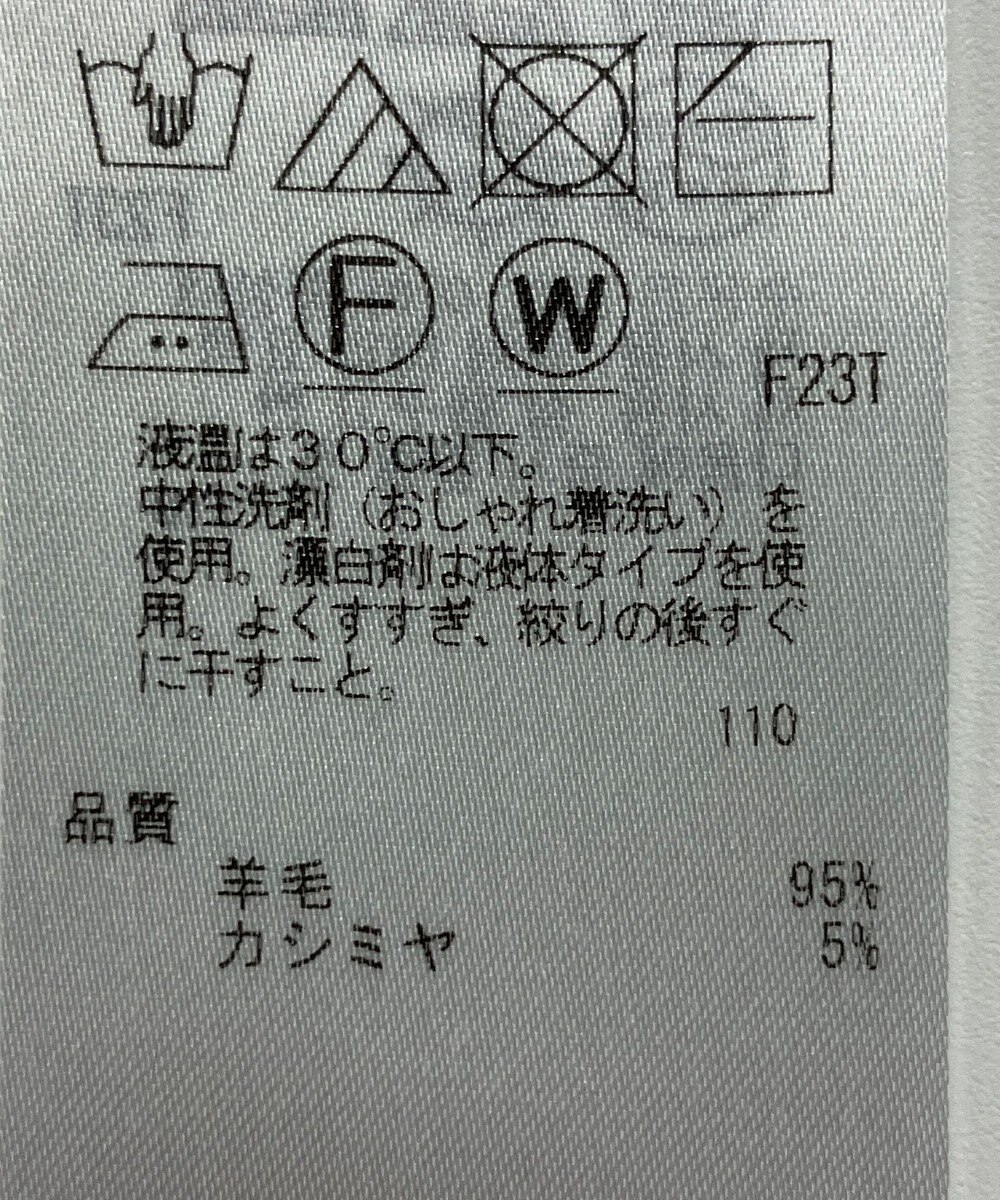 F
W
F23T
液温は30℃以下。
中性洗剤（おしゃれ着洗い）を
使用。漂白剤は液体タイプを使
用。よくすすぎ、絞りの後すぐ
に干すこと。
110
品質
羊毛 95%
カシミヤ 5%